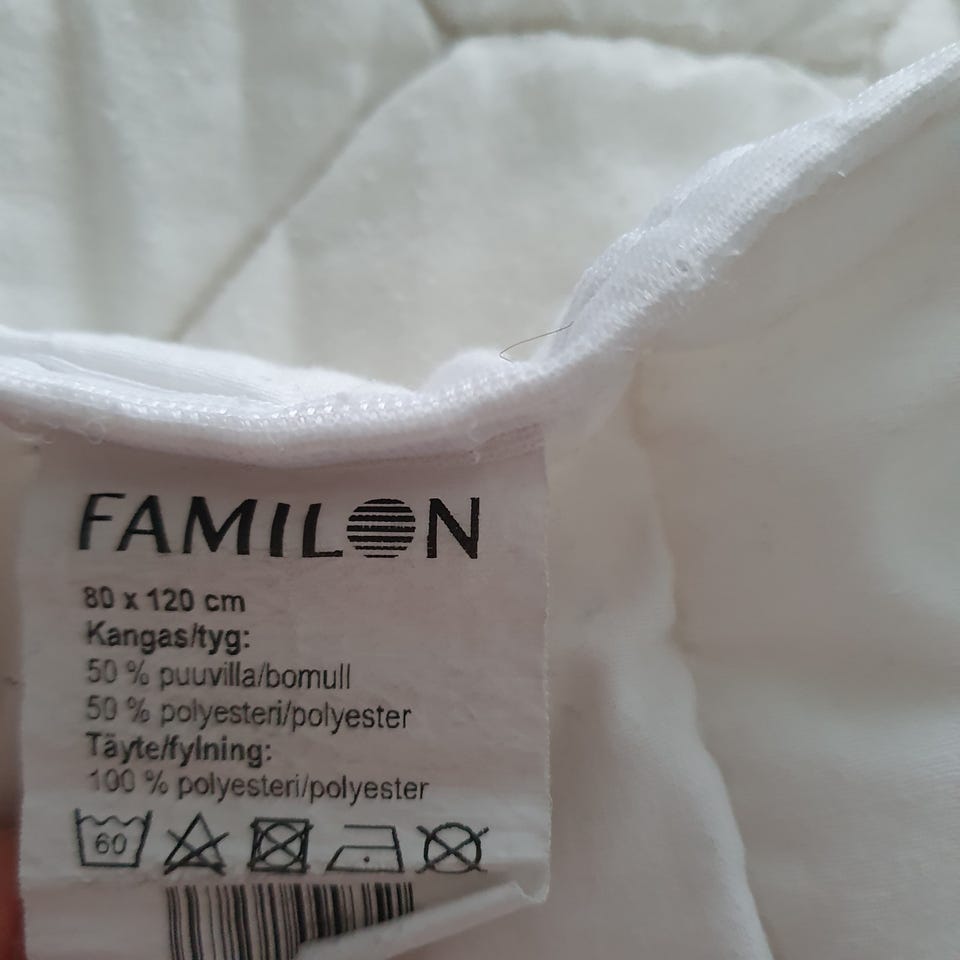 FAMILON
80 x 120 cm
Kangas/tyg:
50 % puuvilla/bomull
50 % polyesteri/polyester
Täyte/fylning:
100 % polyesteri/polyester
60